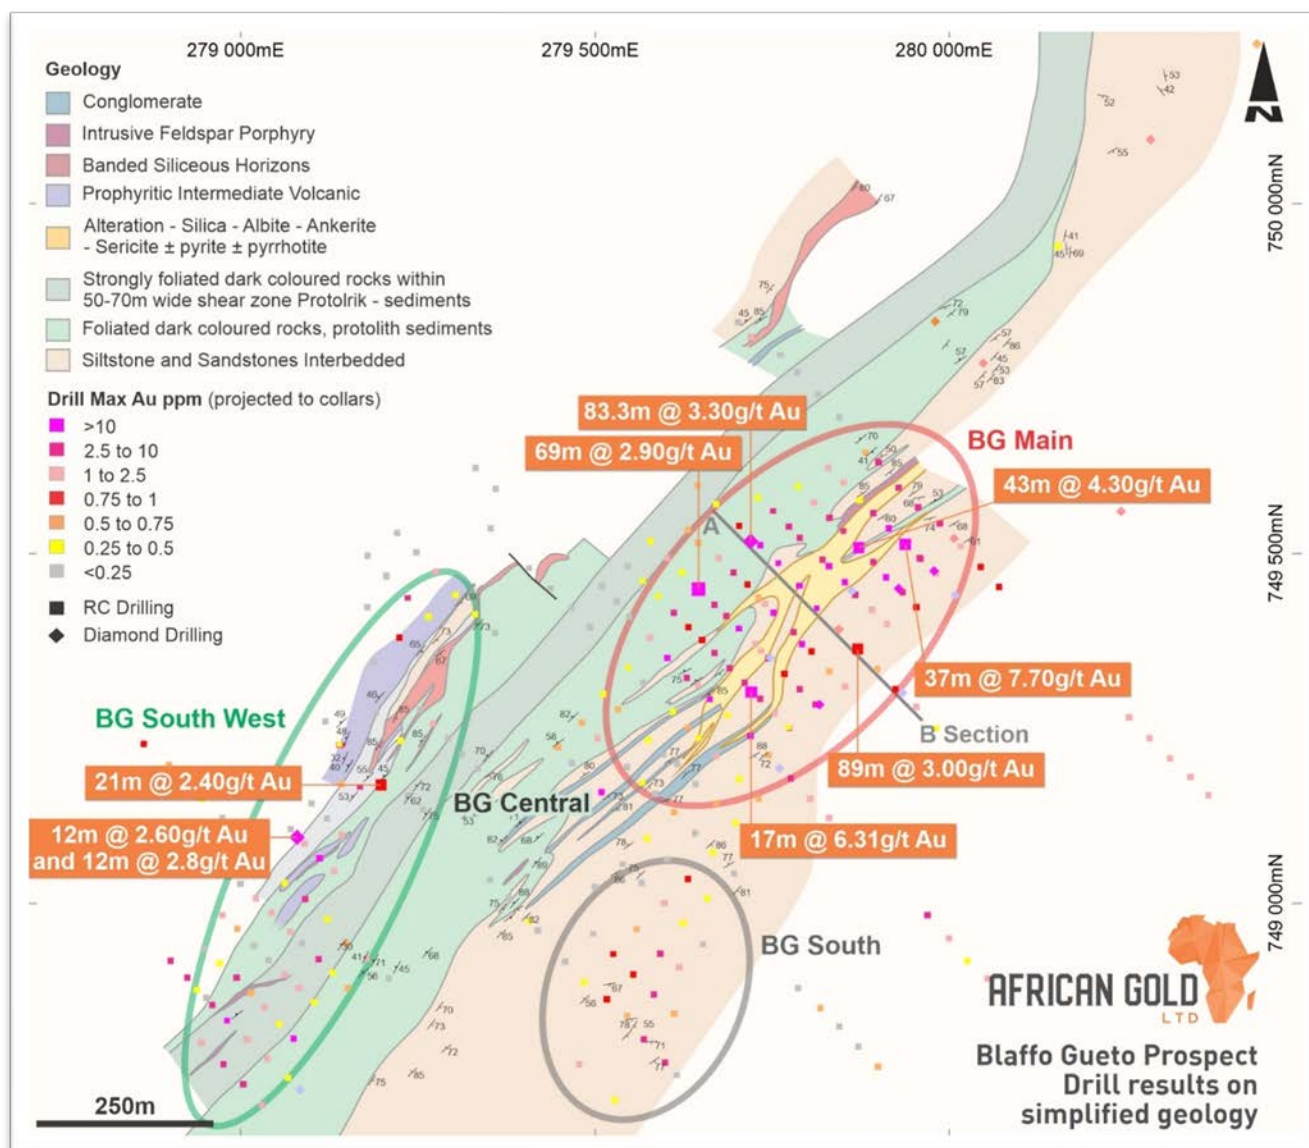 279 000mE
279 500mE
280 000mE
Geology
Conglomerate
Intrusive Feldspar Porphyry
Banded Siliceous Horizons
Prophyritic Intermediate Volcanic
Alteration - Silica - Albite - Ankerite
- Sericite ± pyrite ± pyrrhotite
Strongly foliated dark coloured rocks within
50-70m wide shear zone Protolrik - sediments
Foliated dark coloured rocks, protolith sediments
Siltstone and Sandstones Interbedded
Drill Max Au ppm (projected to collars)
>10
2.5 to 10
1 to 2.5
0.75 to 1
0.5 to 0.75
0.25 to 0.5
<0.25
RC Drilling
Diamond Drilling
N
750 000mN
749 500mN
749 000mN
83.3m @ 3.30g/t Au
69m @ 2.90g/t Au
BG Main
43m @ 4.30g/t Au
A
37m @ 7.70g/t Au
B Section
89m @ 3.00g/t Au
17m @ 6.31g/t Au
BG South West
21m @ 2.40g/t Au
12m @ 2.60g/t Au
and 12m @ 2.8g/t Au
BG Central
BG South
250m
AFRICAN GOLD
LTD
Blaffo Gueto Prospect
Drill results on
simplified geology